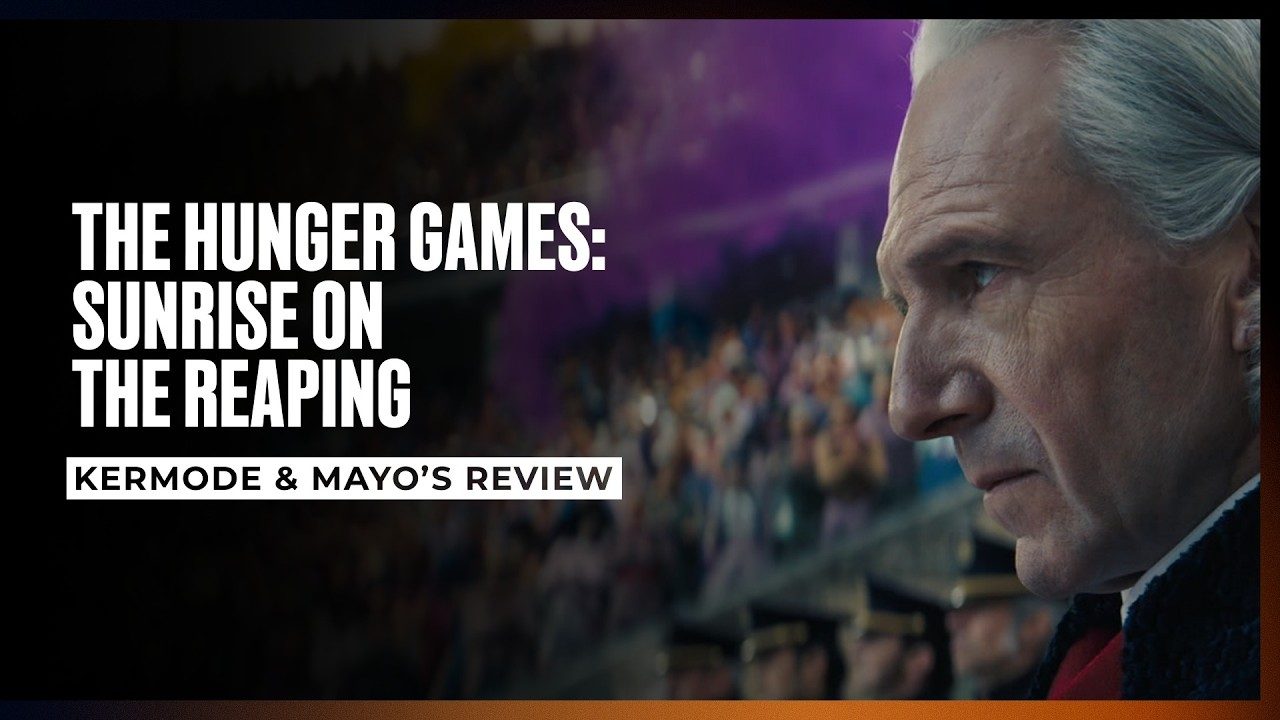 THE HUNGER GAMES:
SUNRISE ON
THE REAPING
KERMODE & MAYO’S REVIEW